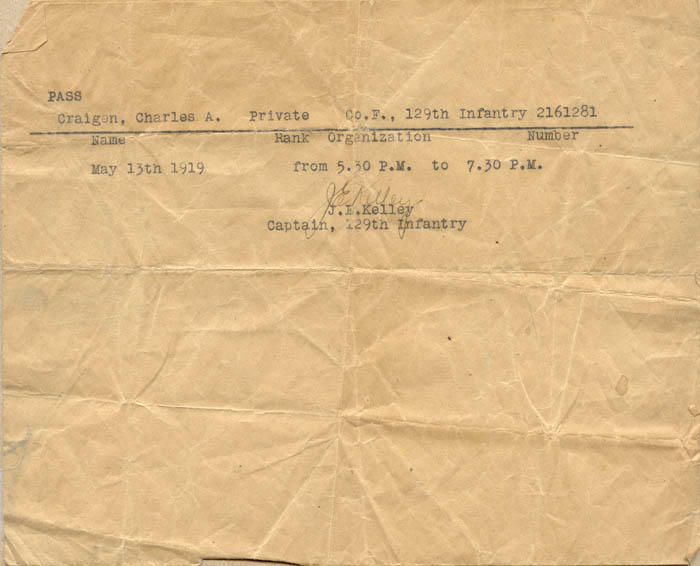 PASS
Craigen, Charles A. Private Co.F., 129th Infantry 2161281
Name Rank Organization Number
May 13th 1919 from 5.30 P.M. to 7.30 P.M.
J E Kelley
J.E.Kelley
Captain, 129th Infantry